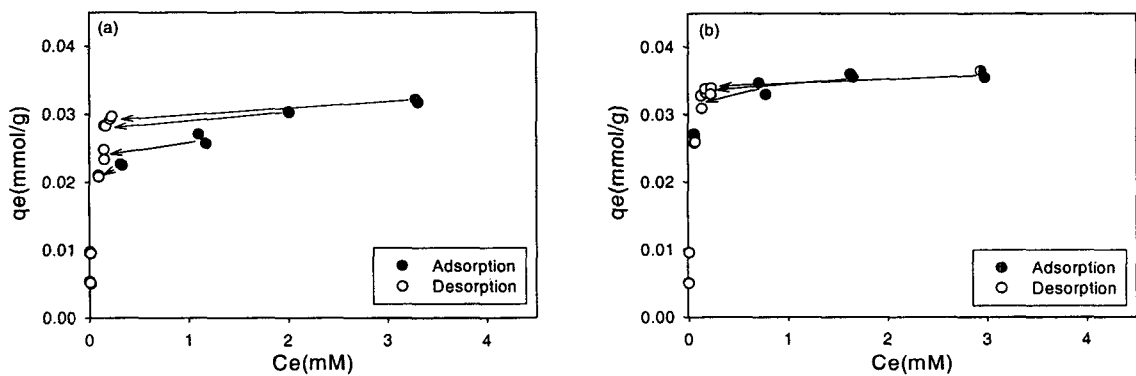 (a)
qe(mmol/g)
0.04
0.03
0.02
0.01
0.00
0
1
2
3
4
Ce(mM)
Adsorption
Desorption
(b)
qe(mmol/g)
0.04
0.03
0.02
0.01
0.00
0
1
2
3
4
Ce(mM)
Adsorption
Desorption